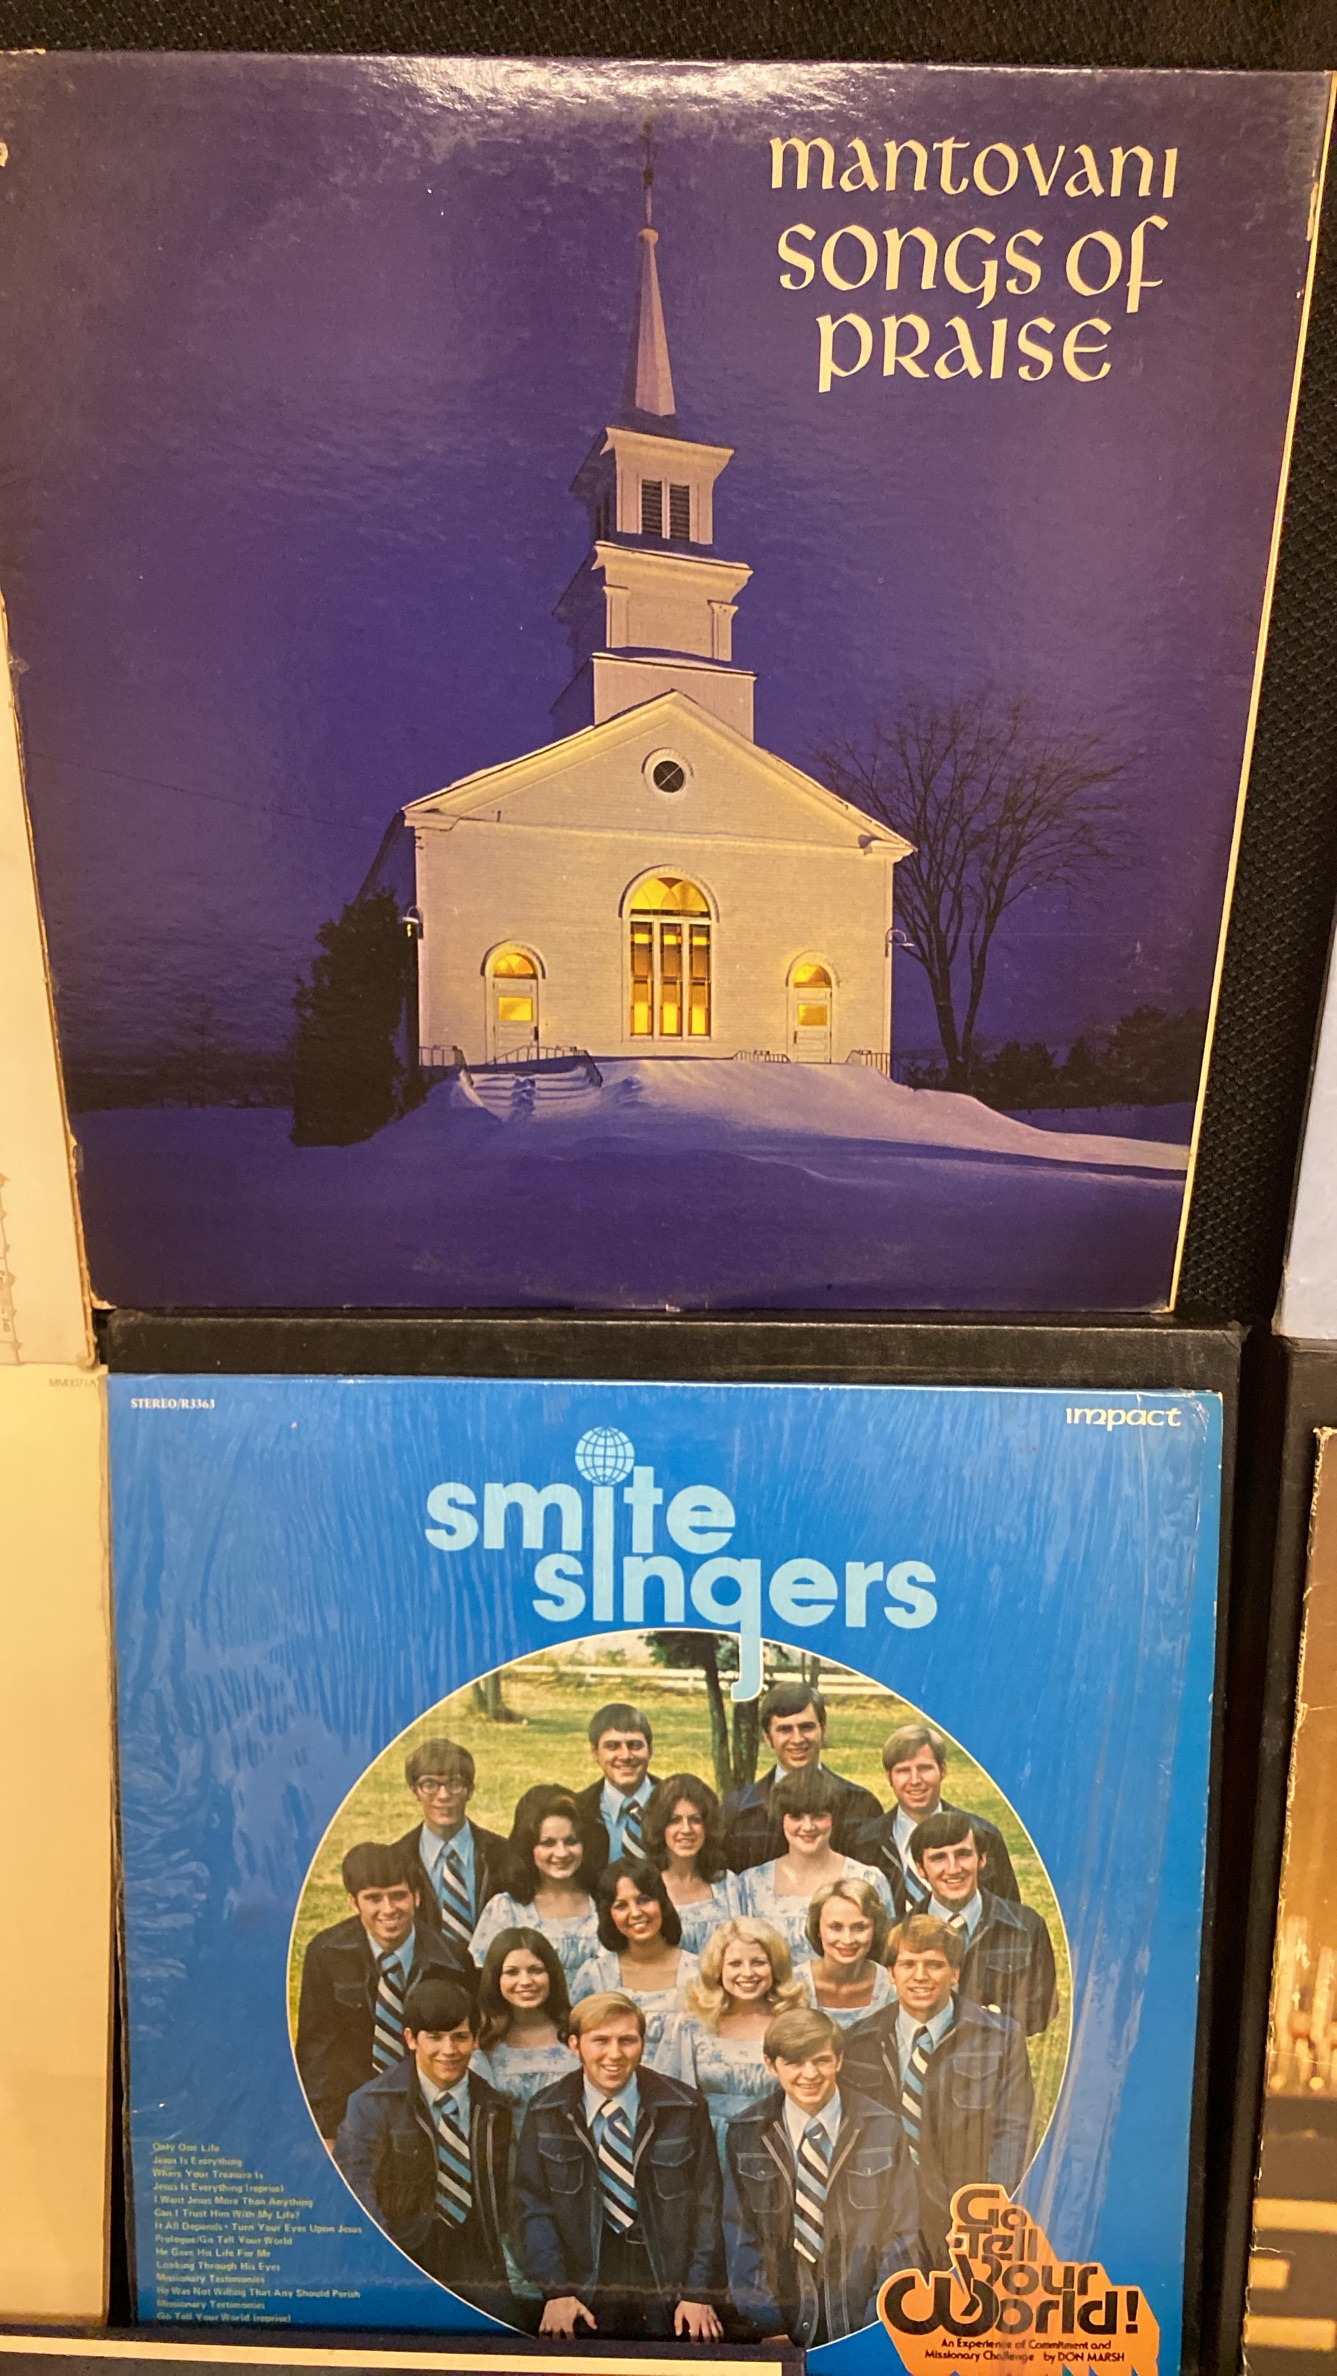 mantovani
songs of
praise
MM0071A
STEREO/R3363
impact
smite
singers
Only One Life
Jesus Is Everything
Where Your Treasure Is
Jesus Is Everything (reprise)
I Want Jesus More Than Anything
Can I Trust Him With My Life?
It All Depends • Turn Your Eyes Upon Jesus
Prologue/Go Tell Your World
He Gave His Life For Me
Looking Through His Eyes
Missionary Testimonies
He Was Not Willing That Any Should Perish
Missionary Testimonies
Go Tell Your World (reprise)
Go
Tell
Your
World!
An Experience of Commitment and
Missionary Challenge by DON MARSH